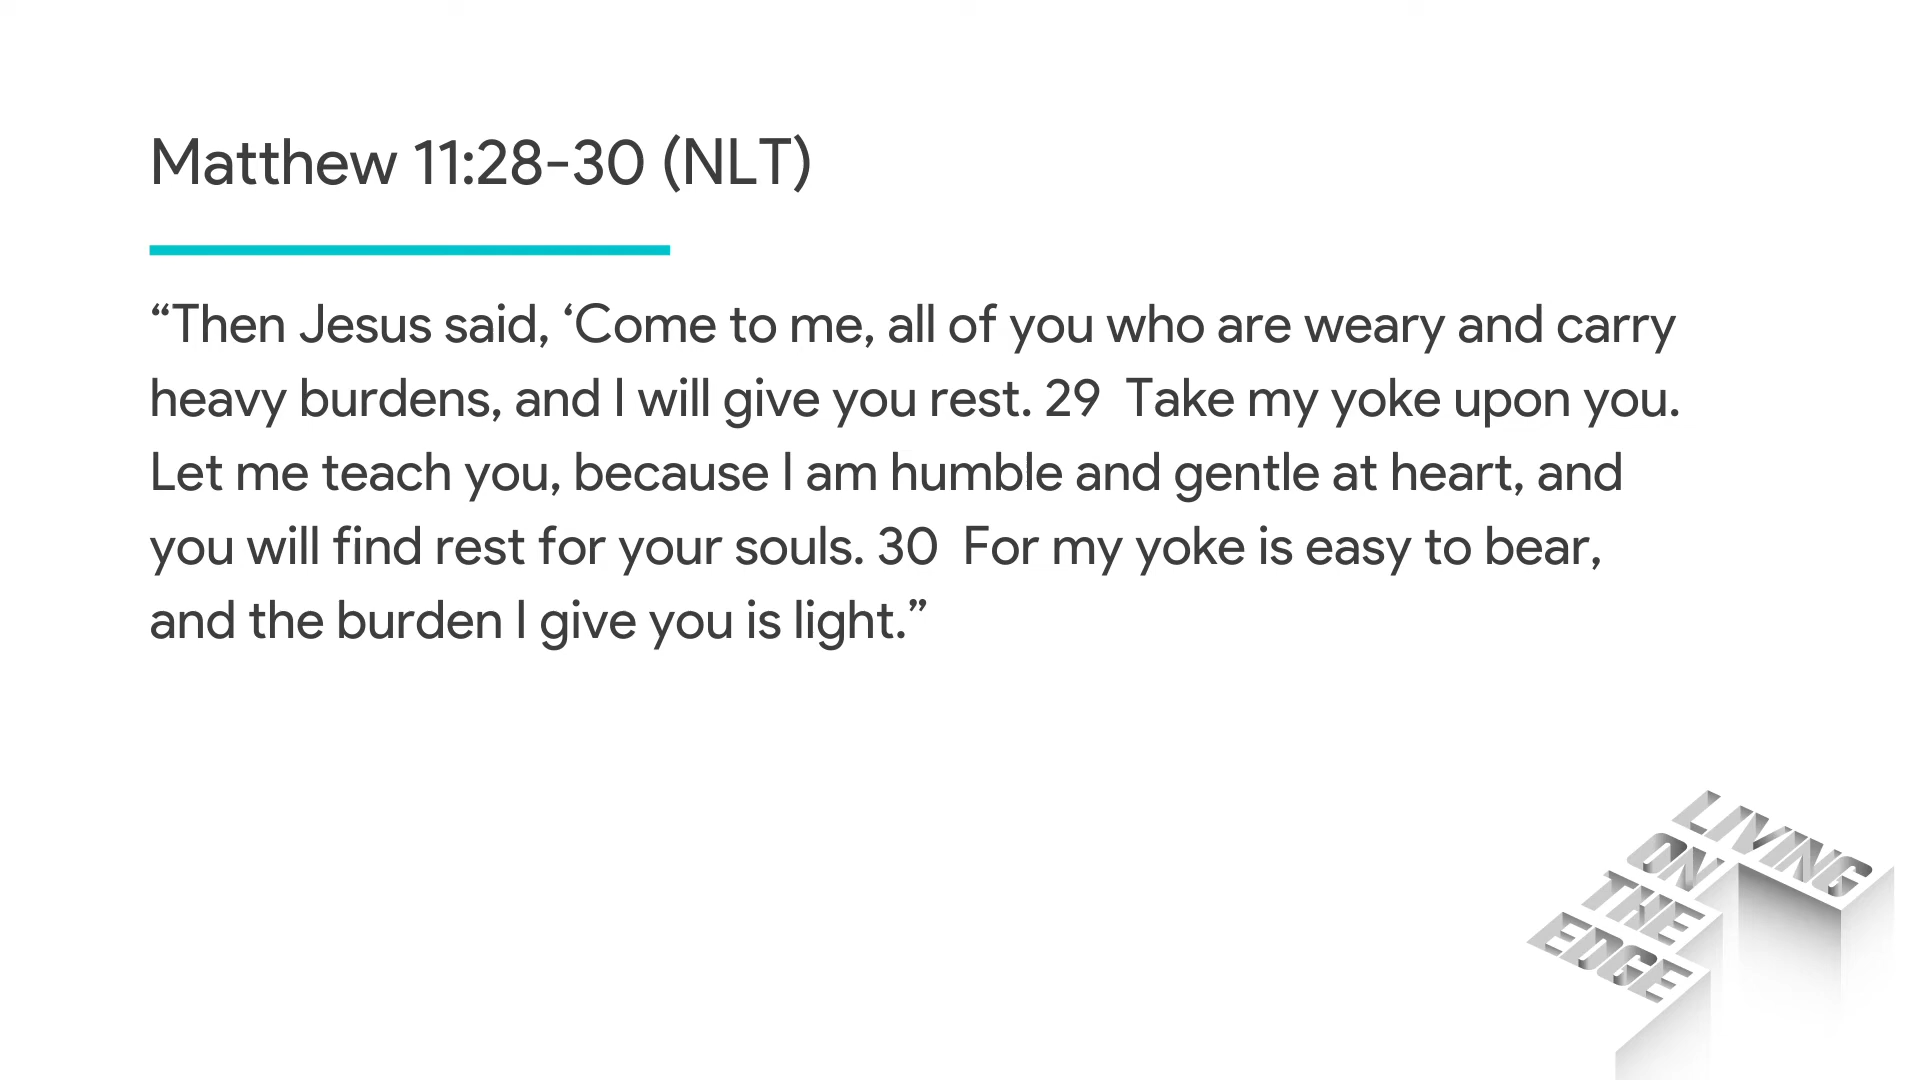 Matthew 11:28-30 (NLT)
“Then Jesus said, ‘Come to me, all of you who are weary and carry
heavy burdens, and I will give you rest. 29  Take my yoke upon you.
Let me teach you, because I am humble and gentle at heart, and
you will find rest for your souls. 30  For my yoke is easy to bear,
and the burden I give you is light.”
LIVING
ON
THE
EDGE